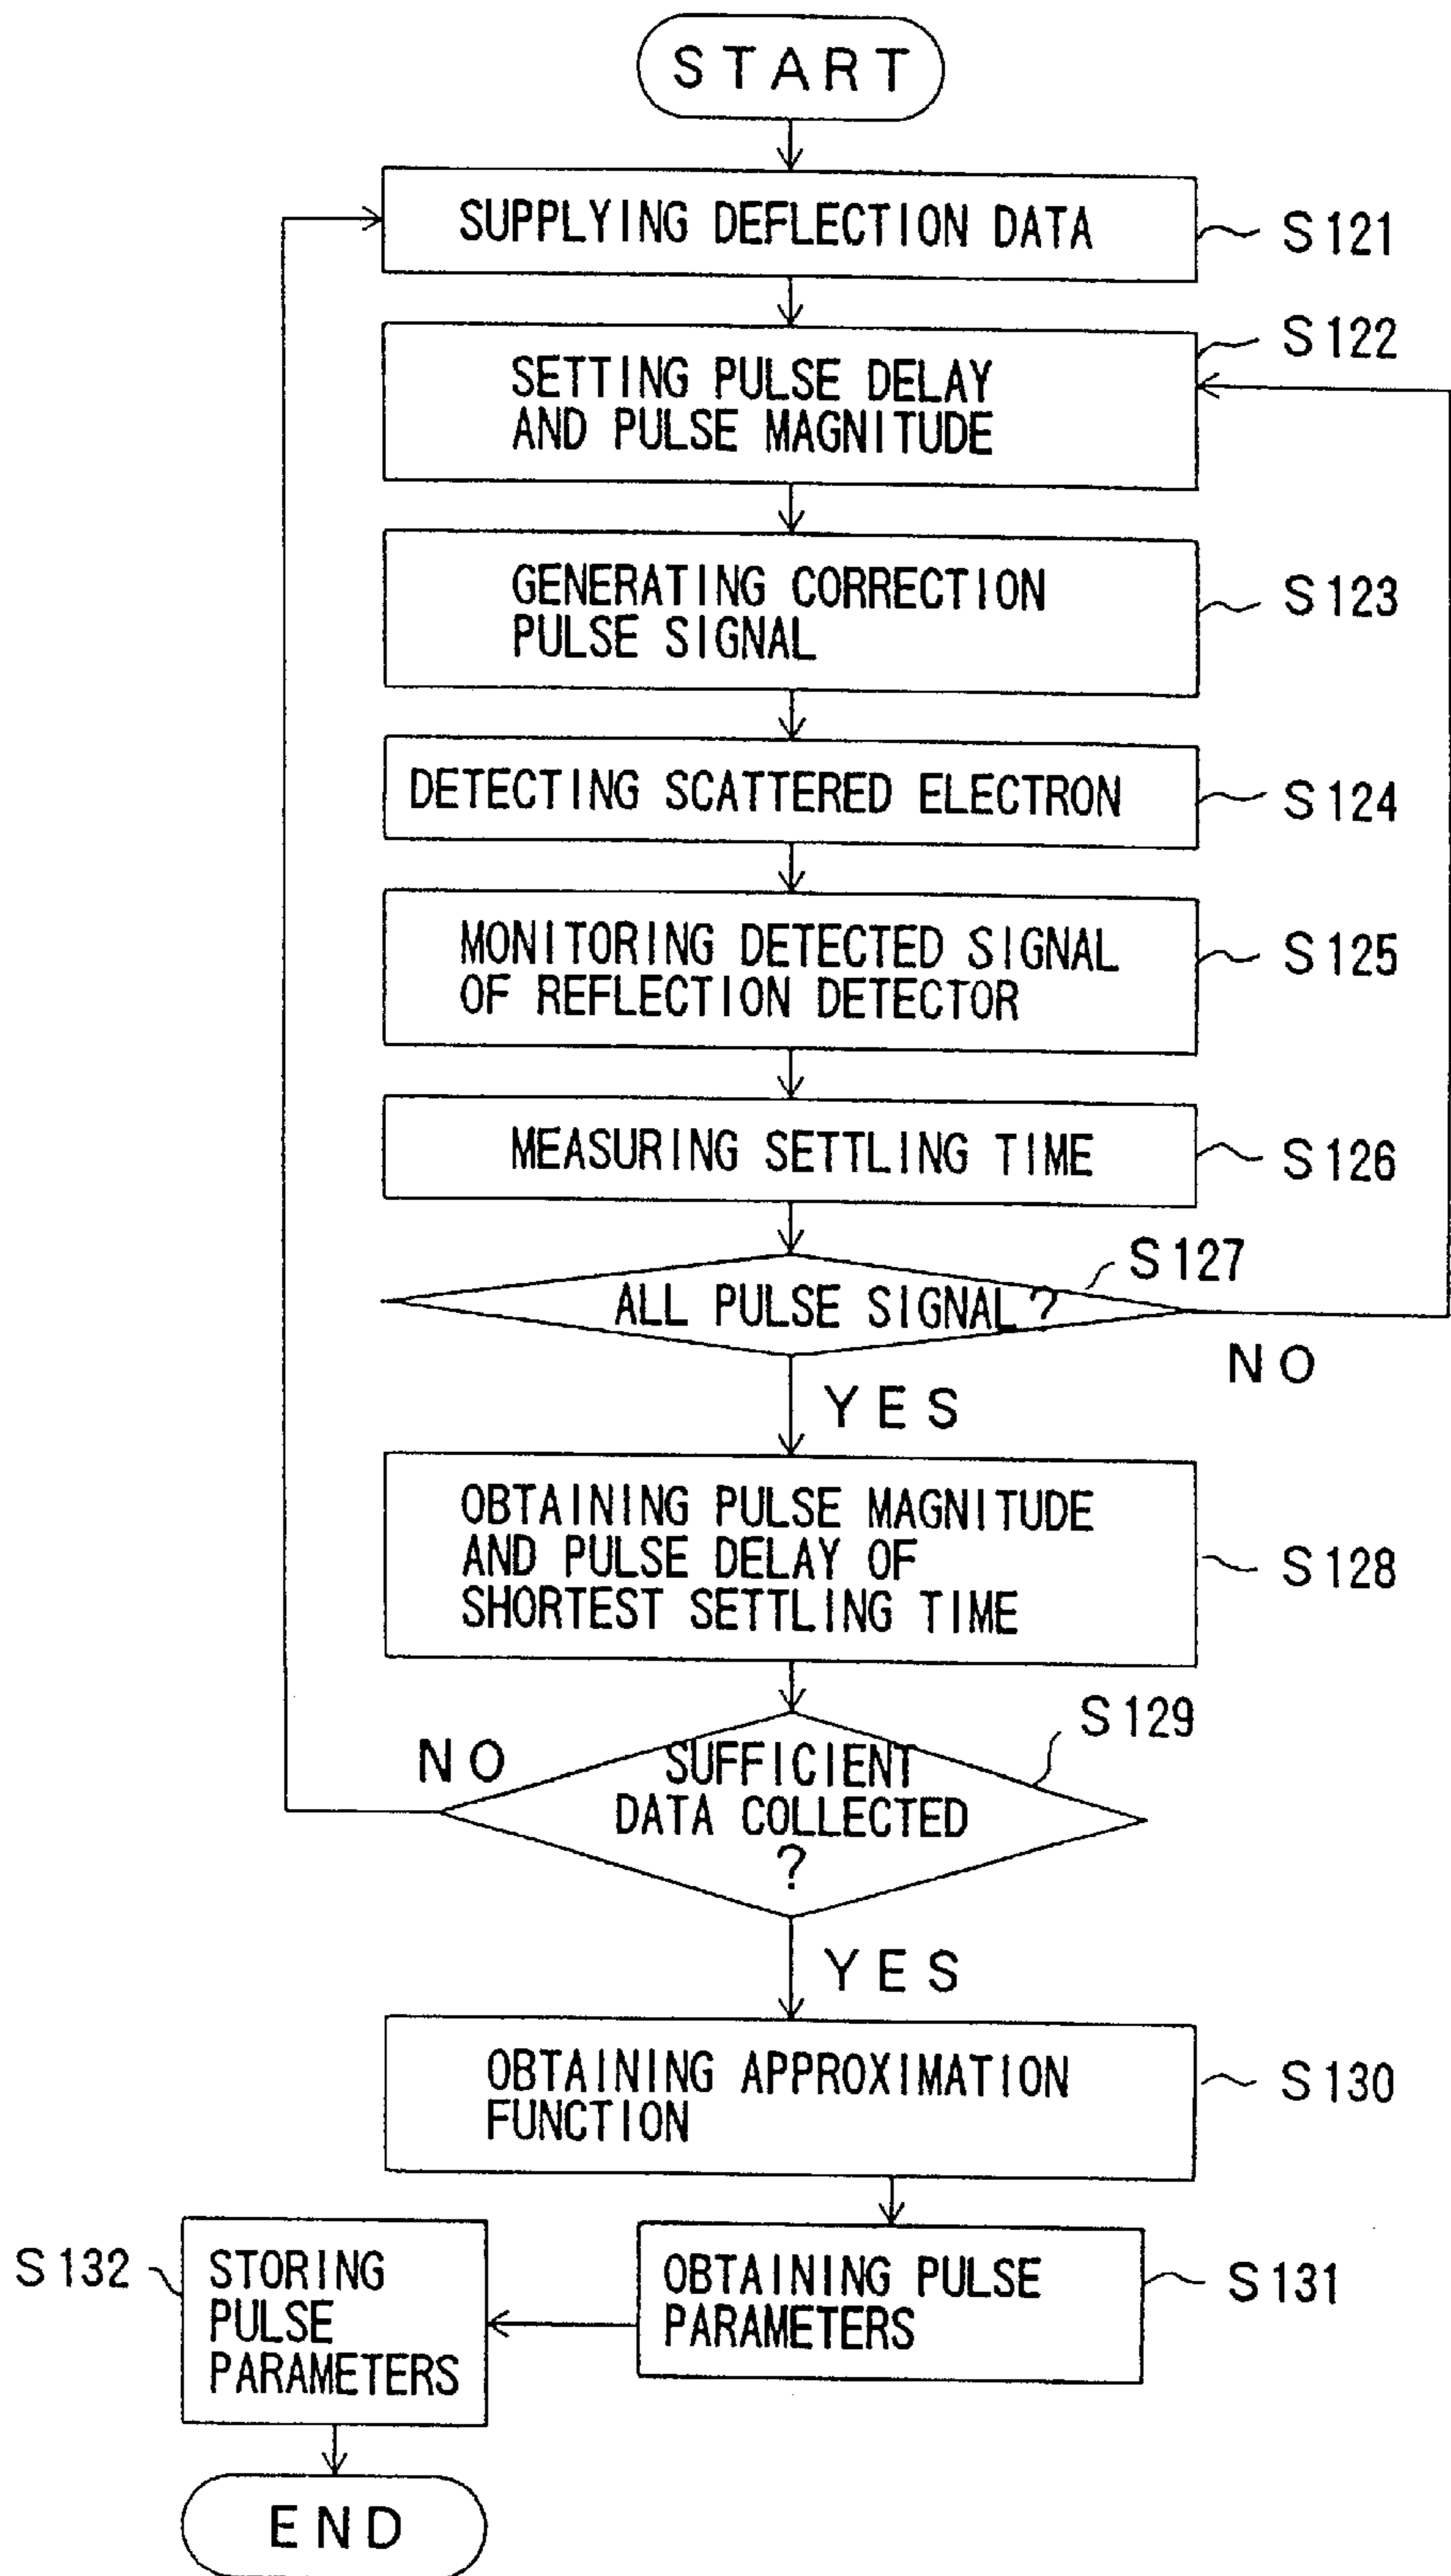 START
SUPPLYING DEFLECTION DATA
S121
SETTING PULSE DELAY
AND PULSE MAGNITUDE
S122
GENERATING CORRECTION
PULSE SIGNAL
S123
DETECTING SCATTERED ELECTRON
S124
MONITORING DETECTED SIGNAL
OF REFLECTION DETECTOR
S125
MEASURING SETTLING TIME
S126
ALL PULSE SIGNAL?
S127
NO
YES
OBTAINING PULSE MAGNITUDE
AND PULSE DELAY OF
SHORTEST SETTLING TIME
S128
SUFFICIENT
DATA COLLECTED
?
S129
NO
YES
OBTAINING APPROXIMATION
FUNCTION
S130
OBTAINING PULSE
PARAMETERS
S131
STORING
PULSE
PARAMETERS
S132
END